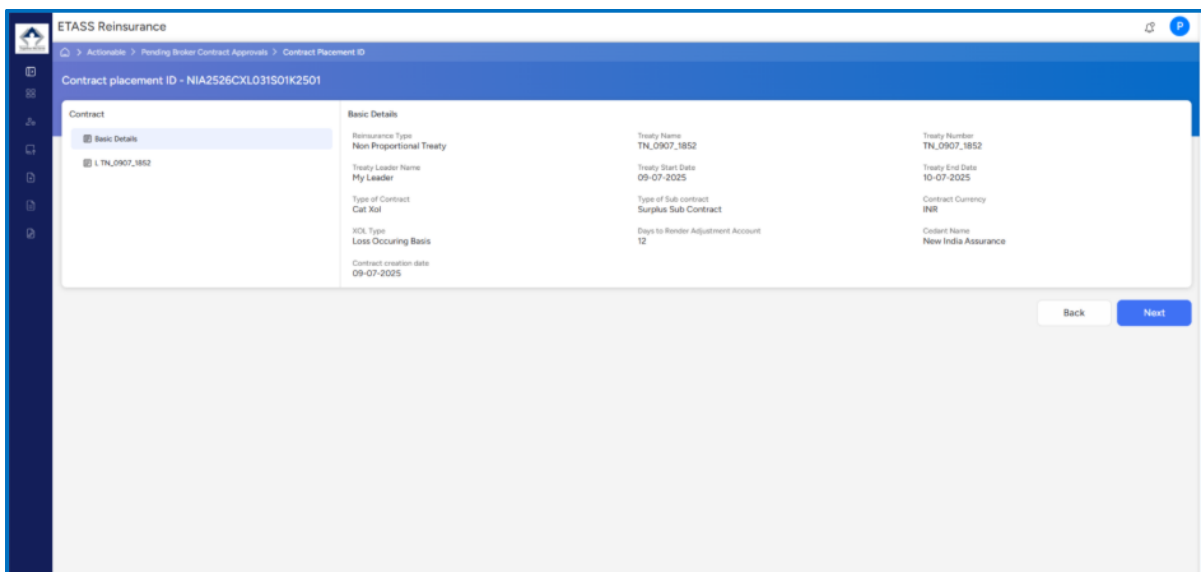 ETASS Reinsurance
P
Actionable > Pending Broker Contract Approvals > Contract Placement ID
Contract placement ID - NIA2526CXL031S01K2501
Contract
Basic Details
L TN_0907_1852
Basic Details
Reinsurance Type
Non Proportional Treaty
Treaty Name
TN_0907_1852
Treaty Number
TN_0907_1852
Treaty Leader Name
My Leader
Treaty Start Date
09-07-2025
Treaty End Date
10-07-2025
Type of Contract
Cat Xol
Type of Sub contract
Surplus Sub Contract
Contract Currency
INR
XOL Type
Loss Occuring Basis
Days to Render Adjustment Account
12
Cedant Name
New India Assurance
Contract creation date
09-07-2025
Back
Next